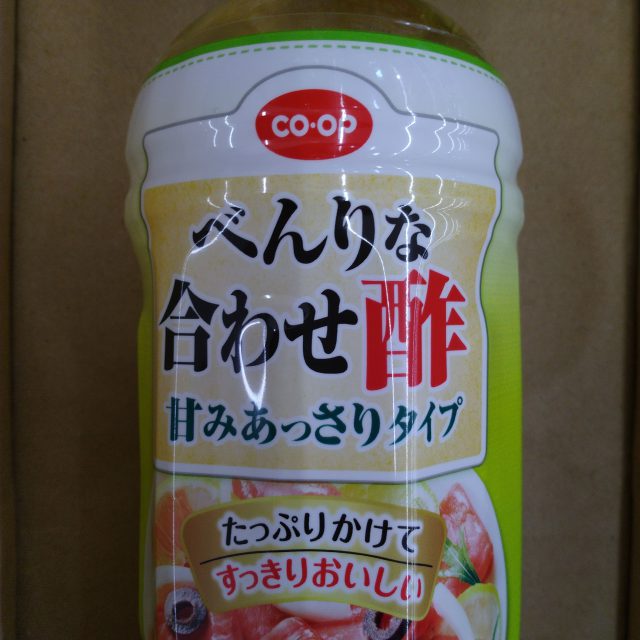 CO·OP
べんりな
合わせ酢
甘みあっさりタイプ
たっぷりかけて
すっきりおいしい